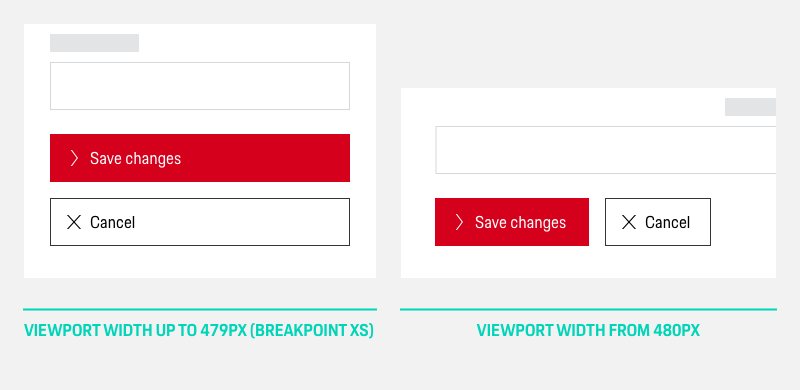 Save changes
Cancel
Save changes
Cancel
VIEWPORT WIDTH UP TO 479PX (BREAKPOINT XS)
VIEWPORT WIDTH FROM 480PX